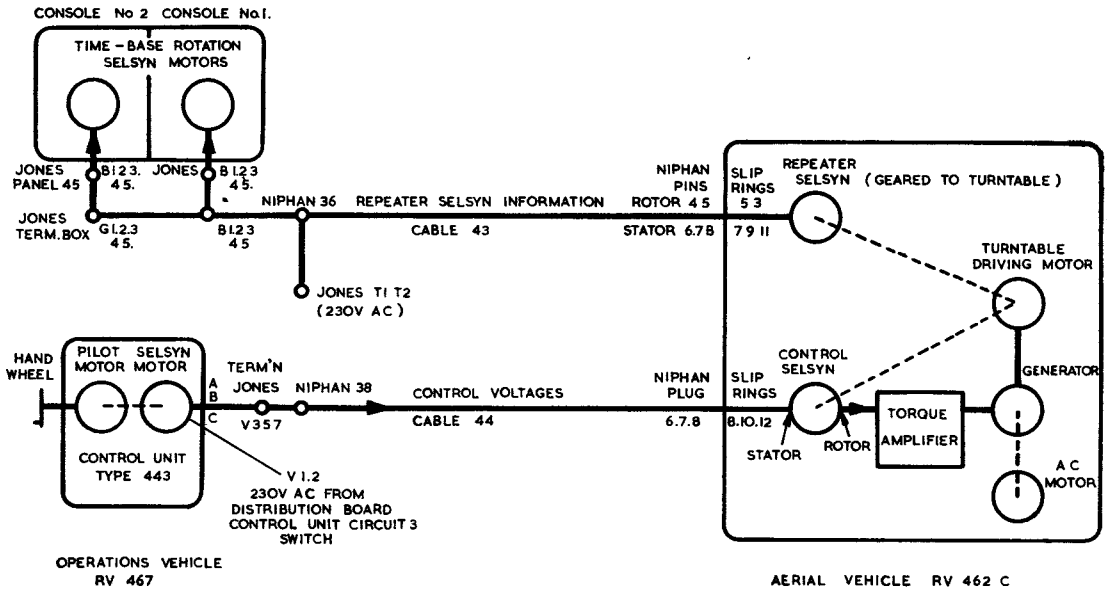 CONSOLE No 2 CONSOLE No.1.
TIME – BASE ROTATION
SELSYN MOTORS
JONES
PANEL 45
B1.2 3.
4 5.
JONES
B 1.2 3
4 5.
JONES
TERM. BOX
G1.2.3
4 5.
B1.2 3
4 5
NIPHAN 36
REPEATER SELSYN INFORMATION
CABLE 43
NIPHAN
PINS
ROTOR 4 5
STATOR 6.7 8
SLIP
RINGS
5 3
7 9 11
REPEATER
SELSYN (GEARED TO TURNTABLE)
JONES T1 T2
(230V AC)
TURNTABLE
DRIVING MOTOR
HAND
WHEEL
PILOT
MOTOR
SELSYN
MOTOR
A
B
C
TERM'N
JONES
V357
NIPHAN 38
CONTROL VOLTAGES
CABLE 44
NIPHAN
PLUG
6.7.8
SLIP
RINGS
8.10.12
CONTROL
SELSYN
STATOR
ROTOR
TORQUE
AMPLIFIER
GENERATOR
A C
MOTOR
CONTROL UNIT
TYPE 443
V 1.2
230V AC FROM
DISTRIBUTION BOARD
CONTROL UNIT CIRCUIT 3
SWITCH
OPERATIONS VEHICLE
RV 467
AERIAL VEHICLE RV 462 C